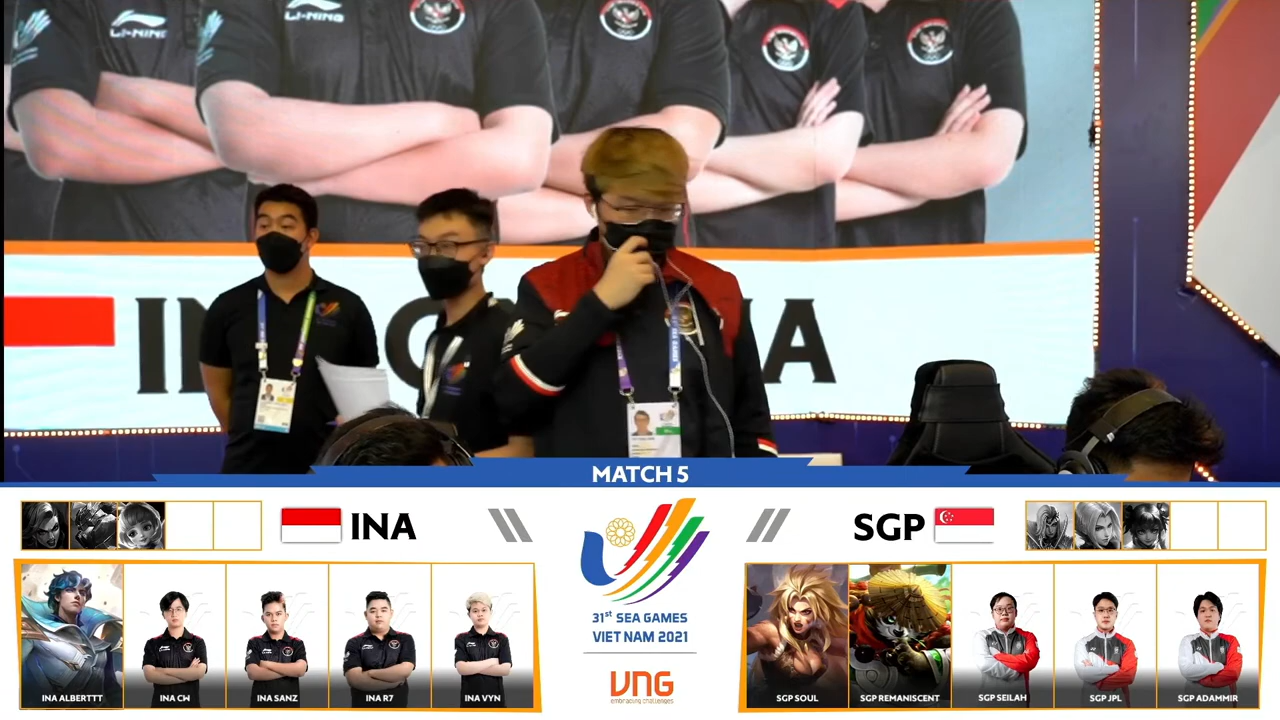 LI-NING
LI-NING
MATCH 5
INA
SGP
31st SEA GAMES
VIET NAM 2021
VNG
embracing challenges
INA ALBERTTT
INA CW
INA SANZ
INA R7
INA VYN
SGP SOUL
SGP REMANISCENT
SGP SEILAH
SGP JPL
SGP ADAMMIR